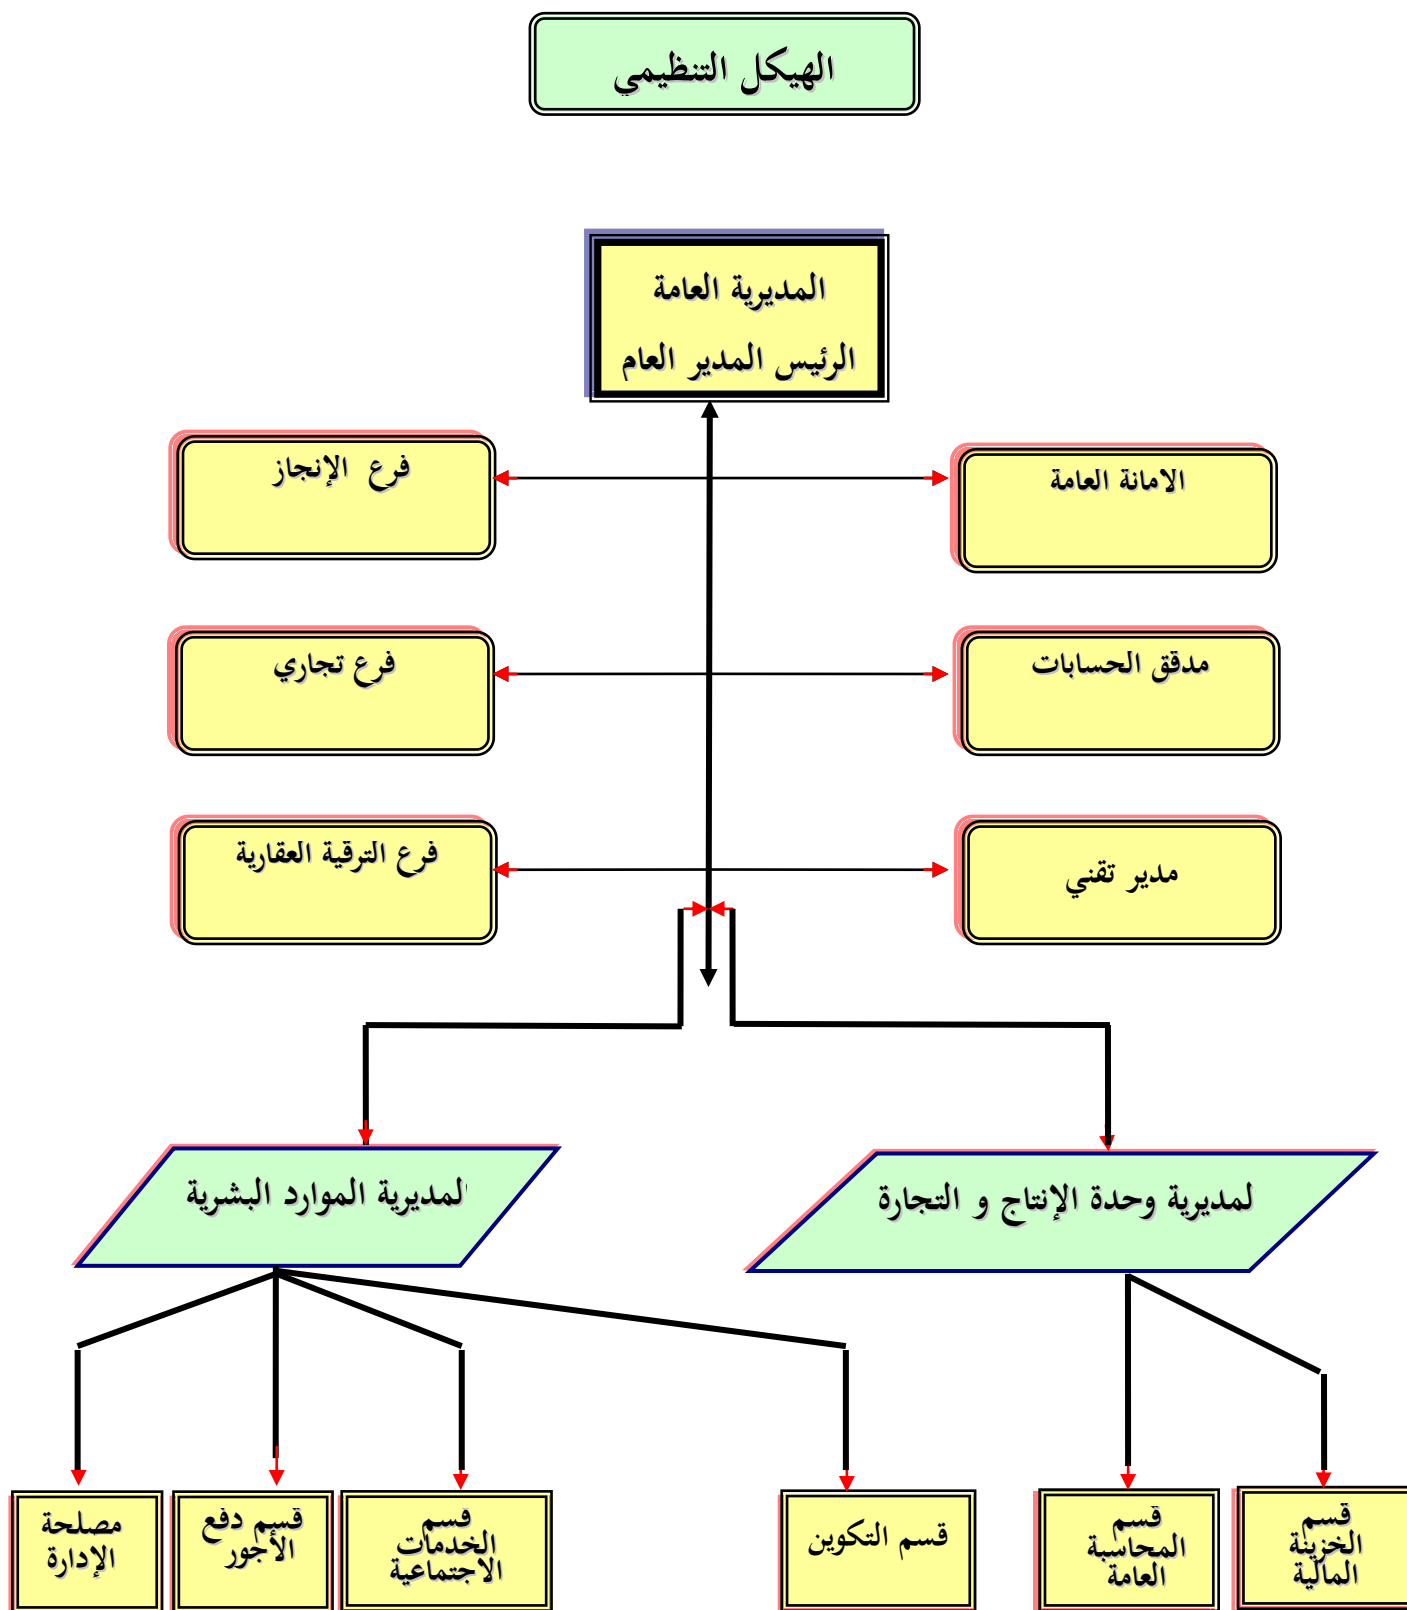 الهيكل التنظيمي
المديرية العامة
الرئيس المدير العام
الامانة العامة
فرع الإنجاز
مدقق الحسابات
فرع تجاري
مدير تقني
فرع الترقية العقارية
لمديرية وحدة الإنتاج و التجارة
لمديرية الموارد البشرية
قسم
الخزينة
المالية
قسم
المحاسبة
العامة
قسم التكوين
قسم
الخدمات
الاجتماعية
قسم دفع
الأجور
مصلحة
الإدارة